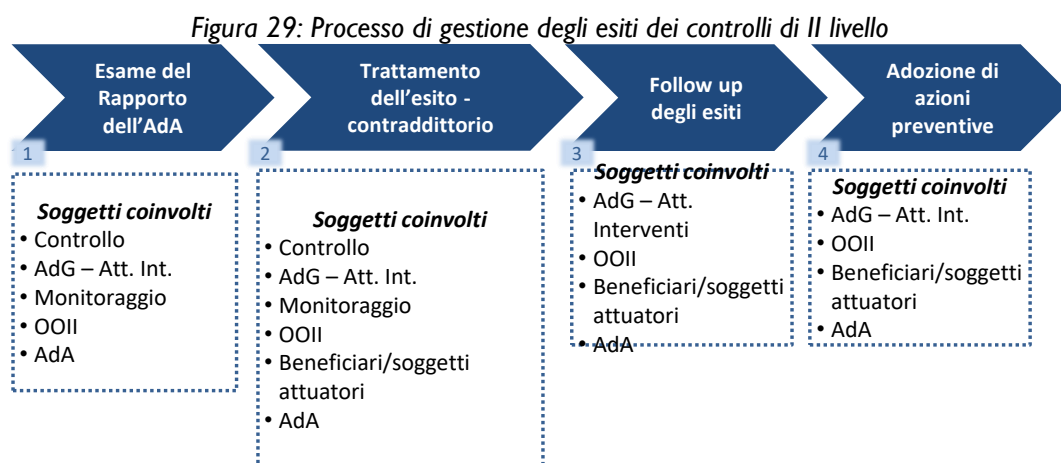 Figura 29: Processo di gestione degli esiti dei controlli di II livello
Esame del
Rapporto
dell'AdA
1
Soggetti coinvolti
• Controllo
• AdG – Att. Int.
• Monitoraggio
• OOII
• AdA
Trattamento
dell'esito -
contraddittorio
2
Soggetti coinvolti
• Controllo
• AdG – Att. Int.
• Monitoraggio
• OOII
• Beneficiari/soggetti
attuatori
• AdA
Follow up
degli esiti
3
Soggetti coinvolti
• AdG – Att.
Interventi
• OOII
• Beneficiari/soggetti
attuatori
• AdA
Adozione di
azioni
preventive
4
Soggetti coinvolti
• AdG – Att. Int.
• OOII
• Beneficiari/soggetti
attuatori
• AdA